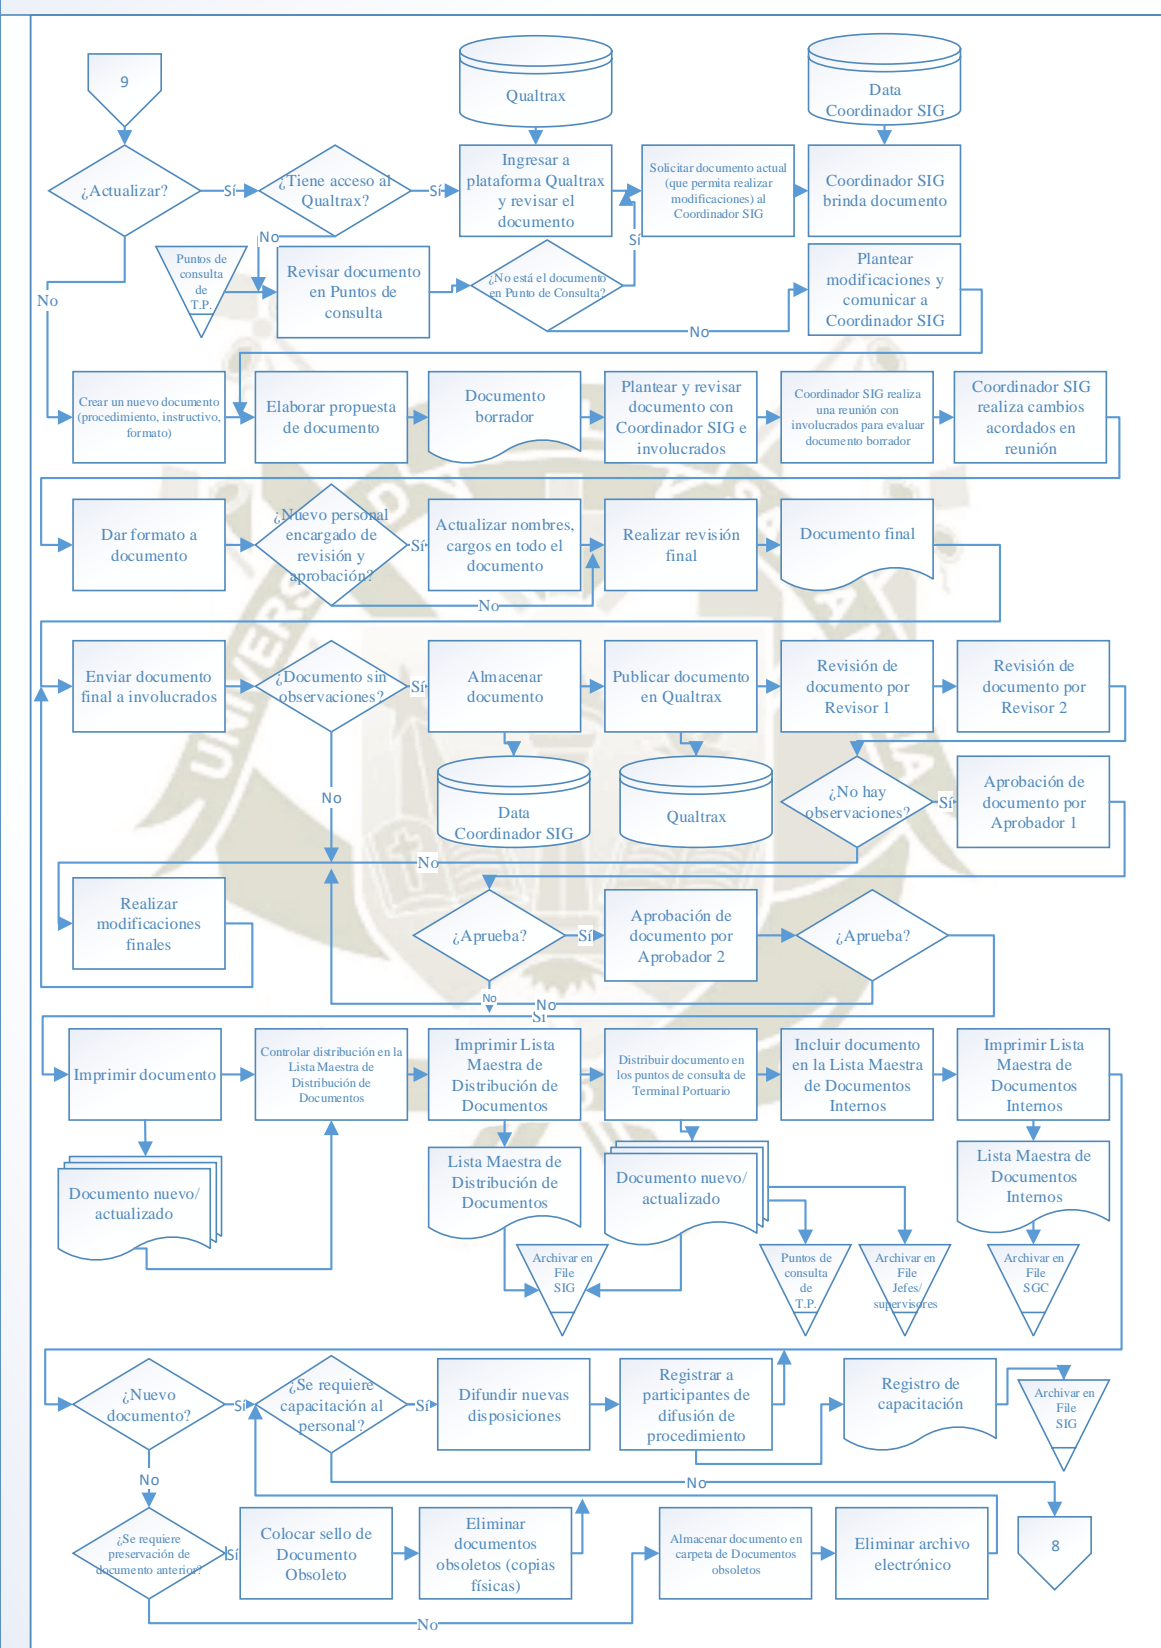 9
Qualtrax
Data
Coordinador SIG
¿Actualizar?
Sí
¿Tiene acceso al
Qualtrax?
Sí
Ingresar a
plataforma Qualtrax
y revisar el
documento
Solicitar documento actual
(que permita realizar
modificaciones) al
Coordinador SIG
Coordinador SIG
brinda documento
No
No
Puntos de
consulta
de
T.P.
Revisar documento
en Puntos de
consulta
¿No está el documento
en Punto de Consulta?
Sí
No
Plantear
modificaciones y
comunicar a
Coordinador SIG
Crear un nuevo documento
(procedimiento, instructivo,
formato)
Elaborar propuesta
de documento
Documento
borrador
Plantear y revisar
documento con
Coordinador SIG e
involucrados
Coordinador SIG realiza
una reunión con
involucrados para evaluar
documento borrador
Coordinador SIG
realiza cambios
acordados en
reunión
Dar formato a
documento
¿Nuevo personal
encargado de
revisión y
aprobación?
Sí
Actualizar nombres,
cargos en todo el
documento
Realizar revisión
final
Documento final
No
Enviar documento
final a involucrados
¿Documento sin
observaciones?
Sí
Almacenar
documento
Publicar documento
en Qualtrax
Revisión de
documento por
Revisor 1
Revisión de
documento por
Revisor 2
No
Data
Coordinador SIG
Qualtrax
¿No hay
observaciones?
Sí
Aprobación de
documento por
Aprobador 1
No
Realizar
modificaciones
finales
¿Aprueba?
Sí
Aprobación de
documento por
Aprobador 2
¿Aprueba?
No
No
Sí
Imprimir documento
Controlar distribución en la
Lista Maestra de
Distribución de
Documentos
Imprimir Lista
Maestra de
Distribución de
Documentos
Distribuir documento en
los puntos de consulta de
Terminal Portuario
Incluir documento
en la Lista Maestra
de Documentos
Internos
Imprimir Lista
Maestra de
Documentos
Internos
Documento nuevo/
actualizado
Lista Maestra de
Distribución de
Documentos
Documento nuevo/
actualizado
Lista Maestra de
Documentos
Internos
Archivar en
File
SIG
Puntos de
consulta
de
T.P.
Archivar en
File
Jefes/
supervisores
Archivar en
File
SGC
¿Nuevo
documento?
Sí
¿Se requiere
capacitación al
personal?
Sí
Difundir nuevas
disposiciones
Registrar a
participantes de
difusión de
procedimiento
Registro de
capacitación
Archivar en
File
SIG
No
No
¿Se requiere
preservación de
documento anterior?
Sí
Colocar sello de
Documento
Obsoleto
Eliminar
documentos
obsoletos (copias
físicas)
Almacenar documento en
carpeta de Documentos
obsoletos
Eliminar archivo
electrónico
8
No